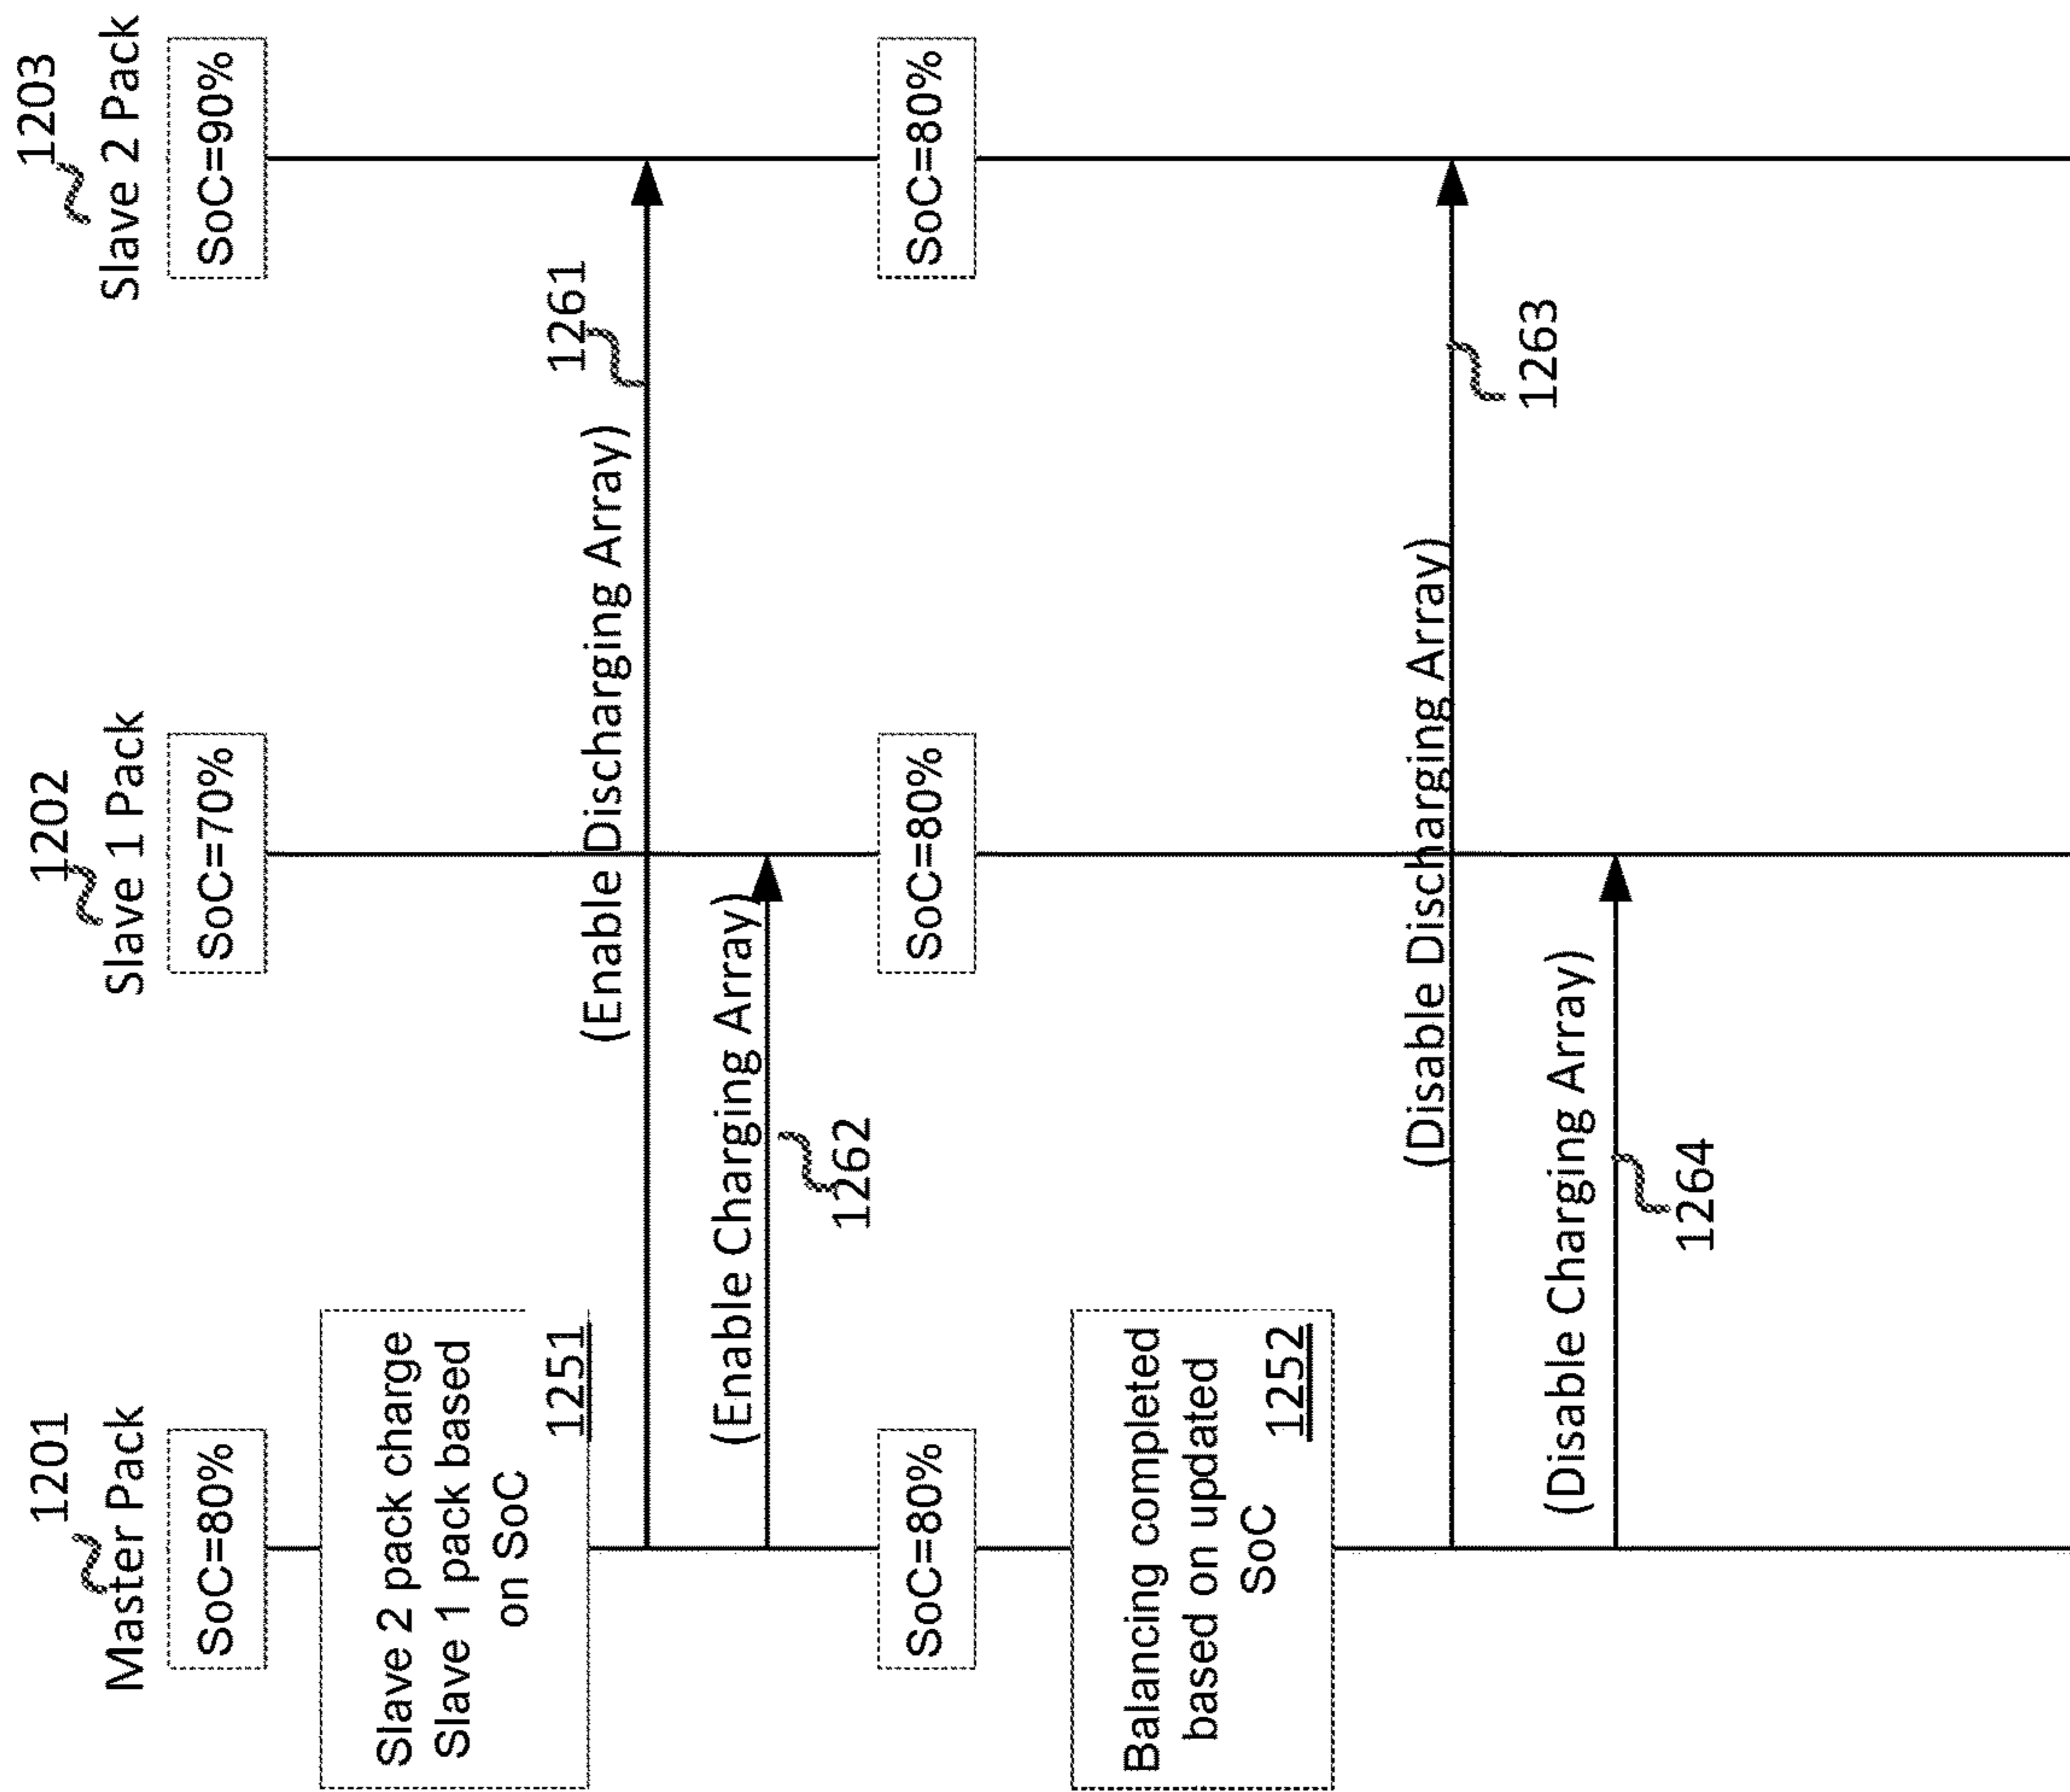 1201
Master Pack
1202
Slave 1 Pack
1203
Slave 2 Pack
SoC=80%
SoC=70%
SoC=90%
Slave 2 pack charge
Slave 1 pack based
on SoC
1251
1261
(Enable Discharging Array)
(Enable Charging Array)
1262
SoC=80%
SoC=80%
SoC=80%
Balancing completed
based on updated
SoC
1252
(Disable Discharging Array)
1263
(Disable Charging Array)
1264